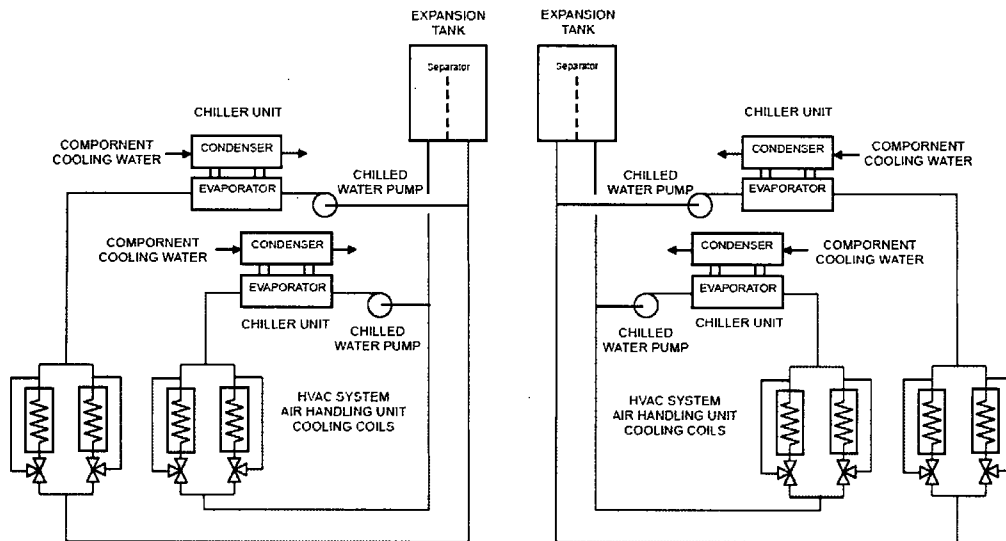 EXPANSION
TANK
Separator
CHILLER UNIT
COMPORNENT
COOLING WATER
CONDENSER
EVAPORATOR
CHILLED
WATER PUMP
COMPORNENT
COOLING WATER
CONDENSER
EVAPORATOR
CHILLER UNIT
CHILLED
WATER PUMP
HVAC SYSTEM
AIR HANDLING UNIT
COOLING COILS
EXPANSION
TANK
Separator
CHILLER UNIT
CONDENSER
COMPORNENT
COOLING WATER
CHILLED
WATER PUMP
EVAPORATOR
CONDENSER
COMPORNENT
COOLING WATER
EVAPORATOR
CHILLER UNIT
CHILLED
WATER PUMP
HVAC SYSTEM
AIR HANDLING UNIT
COOLING COILS